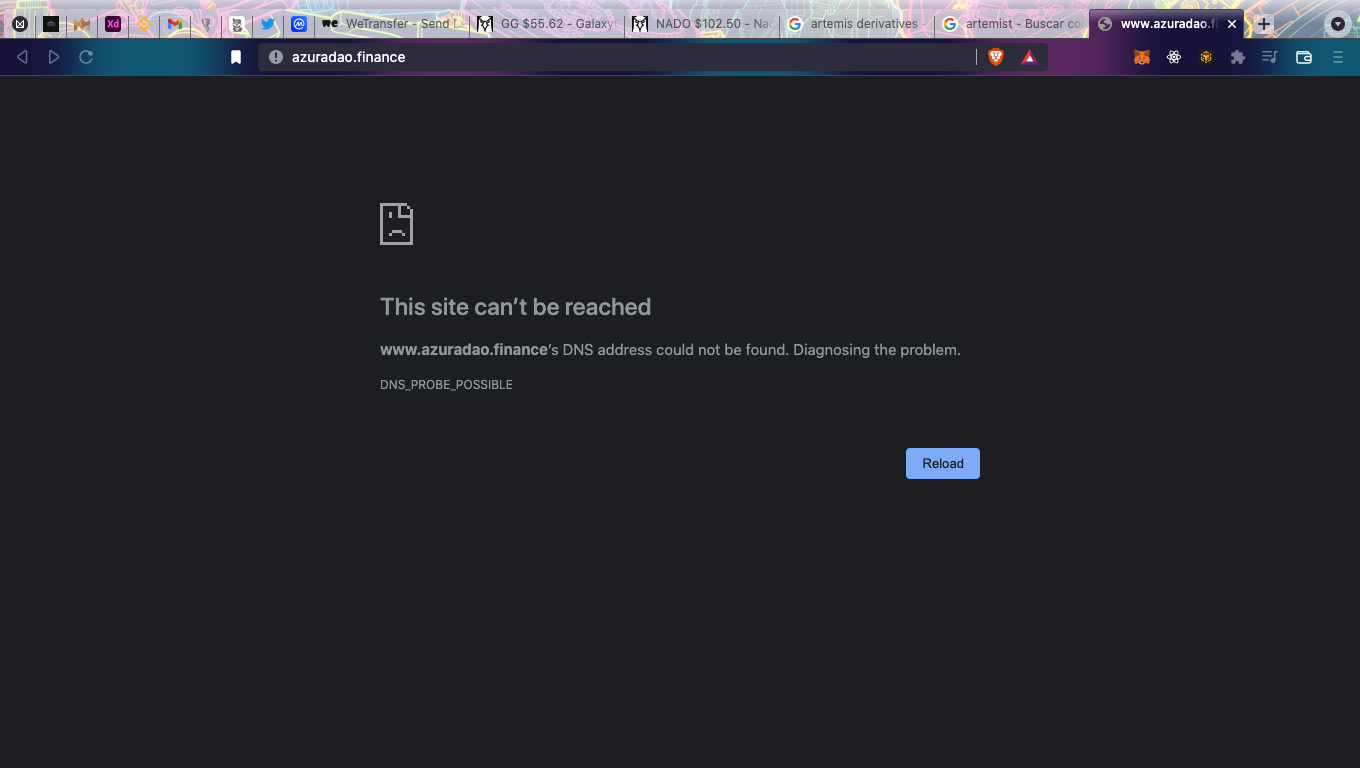 Xd
WeTransfer - Send L
GG $55.62 - Galaxy
NADO $102.50 - Na
artemis derivatives -
artemist - Buscar co
www.azuradao.fi
azuradao.finance
This site can’t be reached
www.azuradao.finance’s DNS address could not be found. Diagnosing the problem.
DNS_PROBE_POSSIBLE
Reload